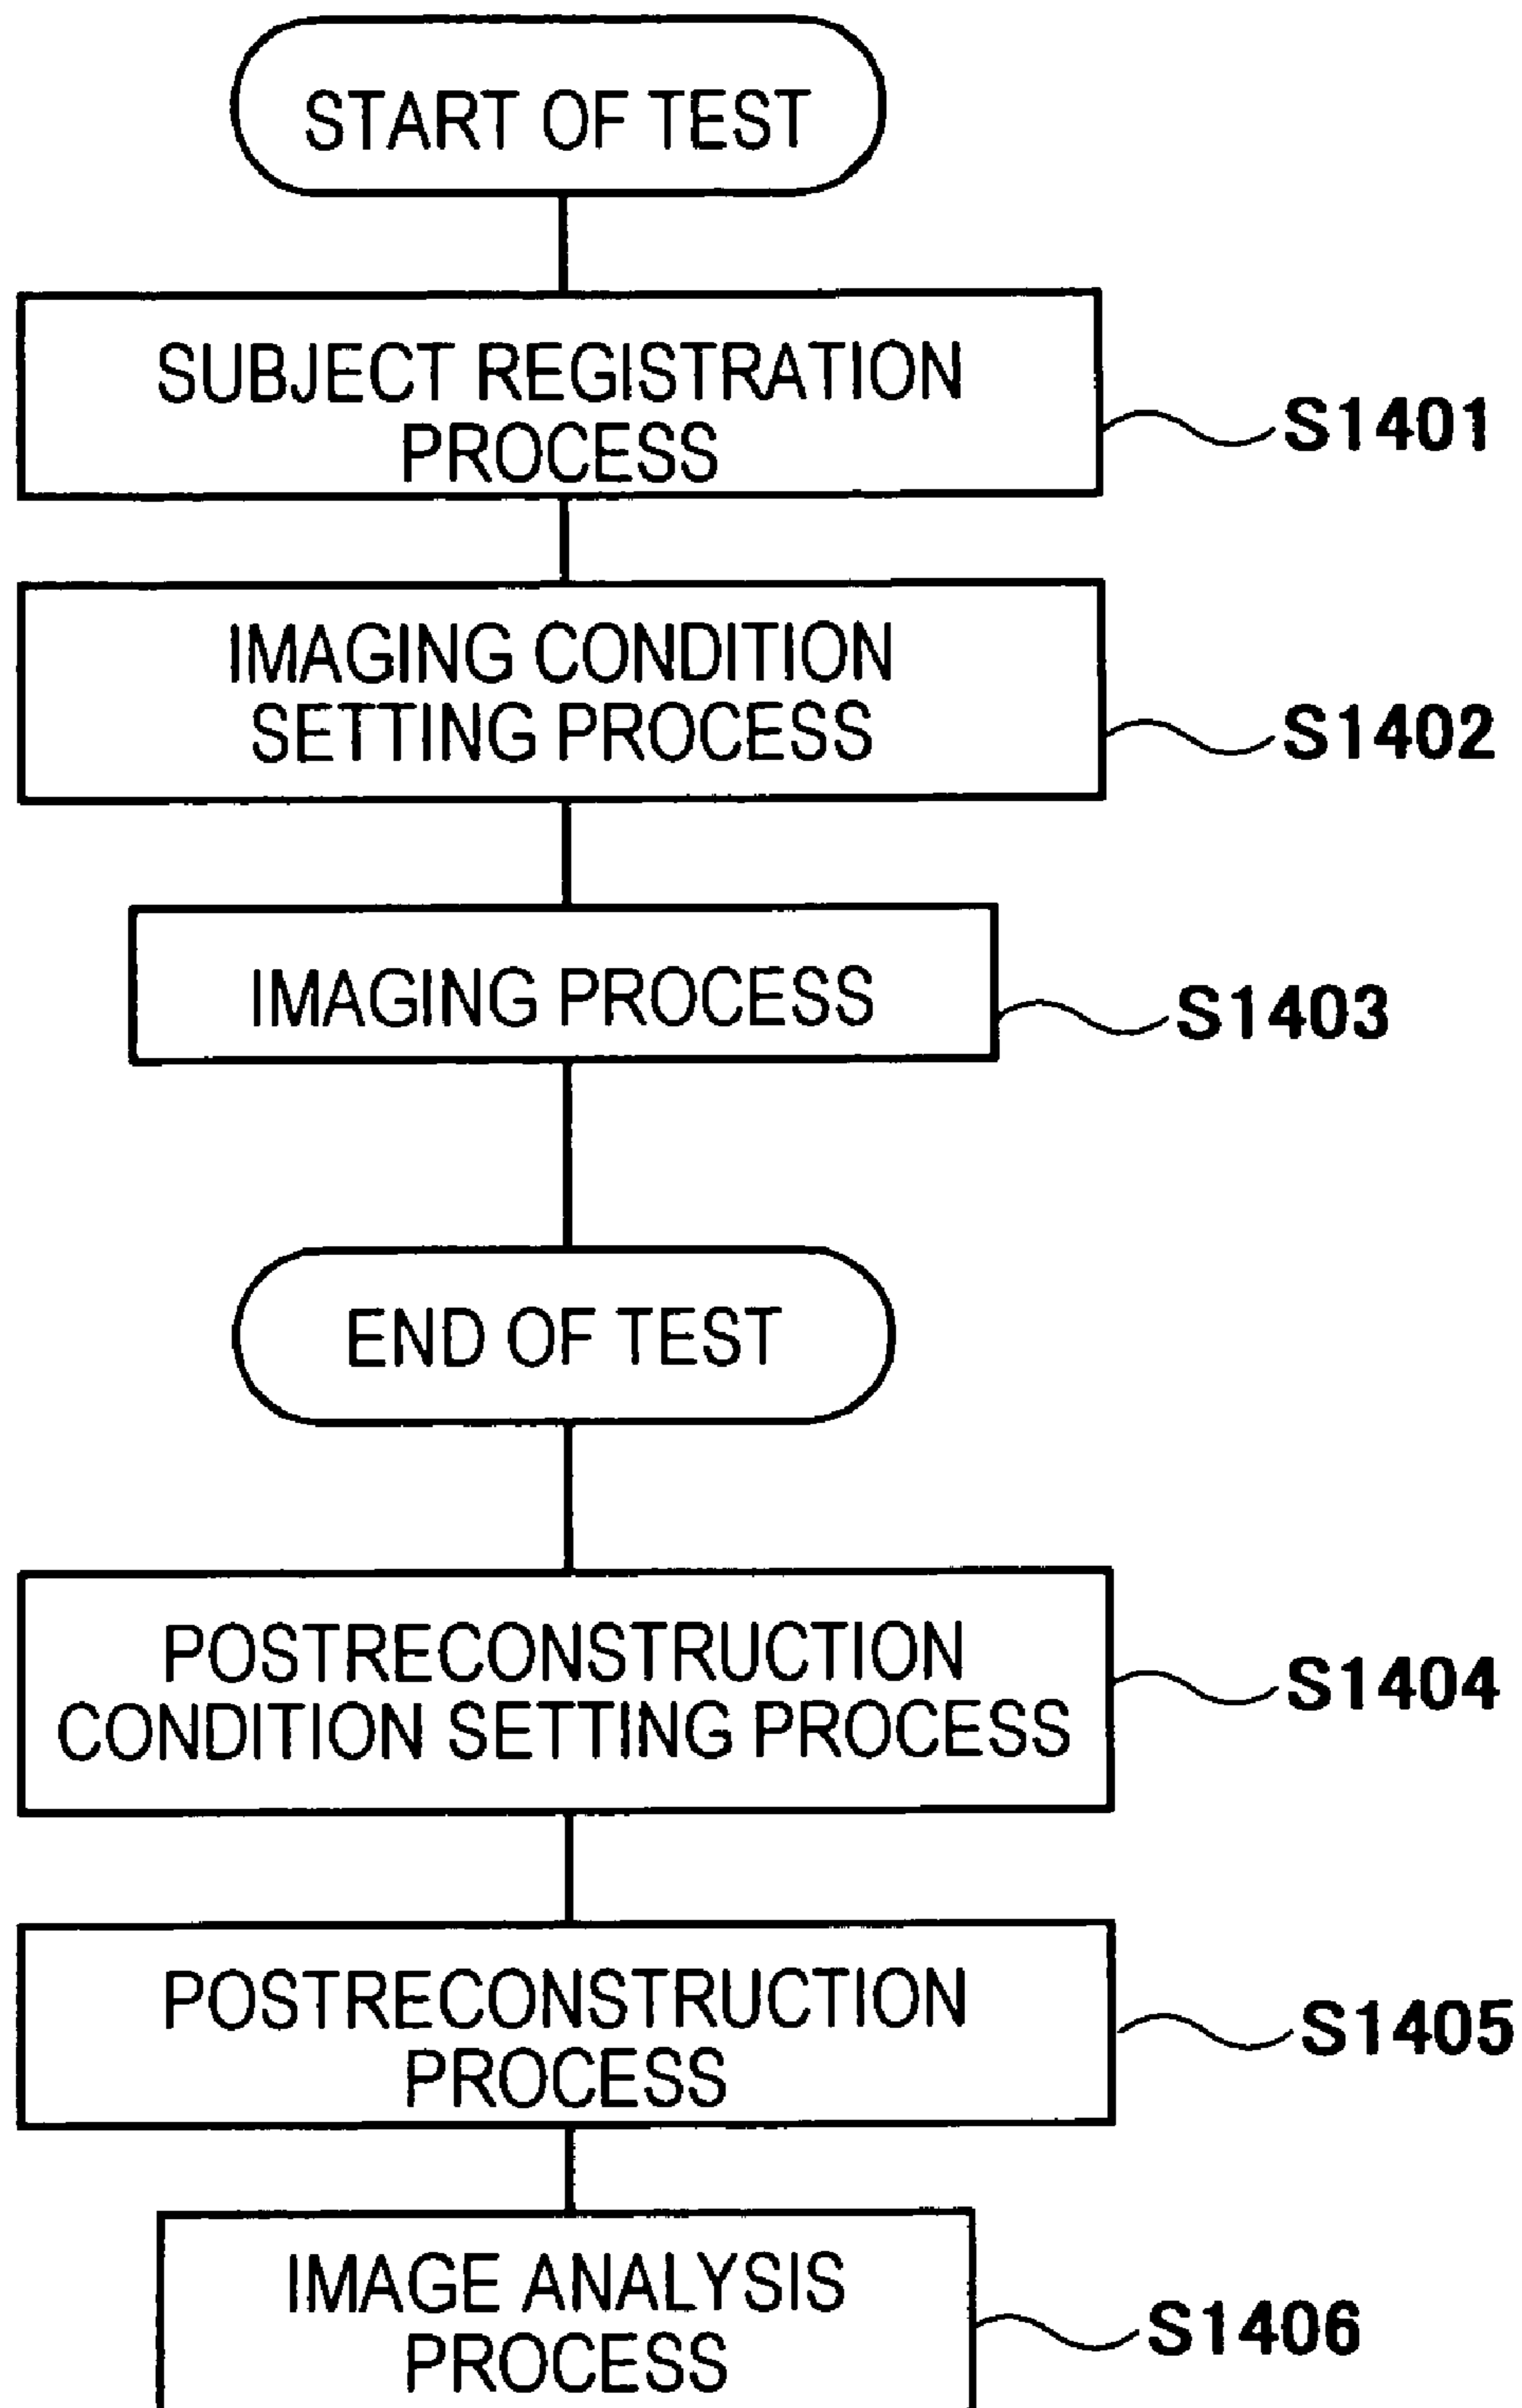 START OF TEST
SUBJECT REGISTRATION
PROCESS
S1401
IMAGING CONDITION
SETTING PROCESS
S1402
IMAGING PROCESS
S1403
END OF TEST
POSTRECONSTRUCTION
CONDITION SETTING PROCESS
S1404
POSTRECONSTRUCTION
PROCESS
S1405
IMAGE ANALYSIS
PROCESS
S1406